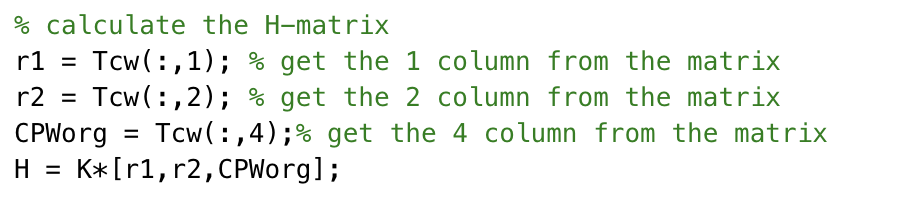 % calculate the H-matrix
r1 = Tcw(:,1); % get the 1 column from the matrix
r2 = Tcw(:,2); % get the 2 column from the matrix
CPWorg = Tcw(:,4);% get the 4 column from the matrix
H = K*[r1,r2,CPWorg];